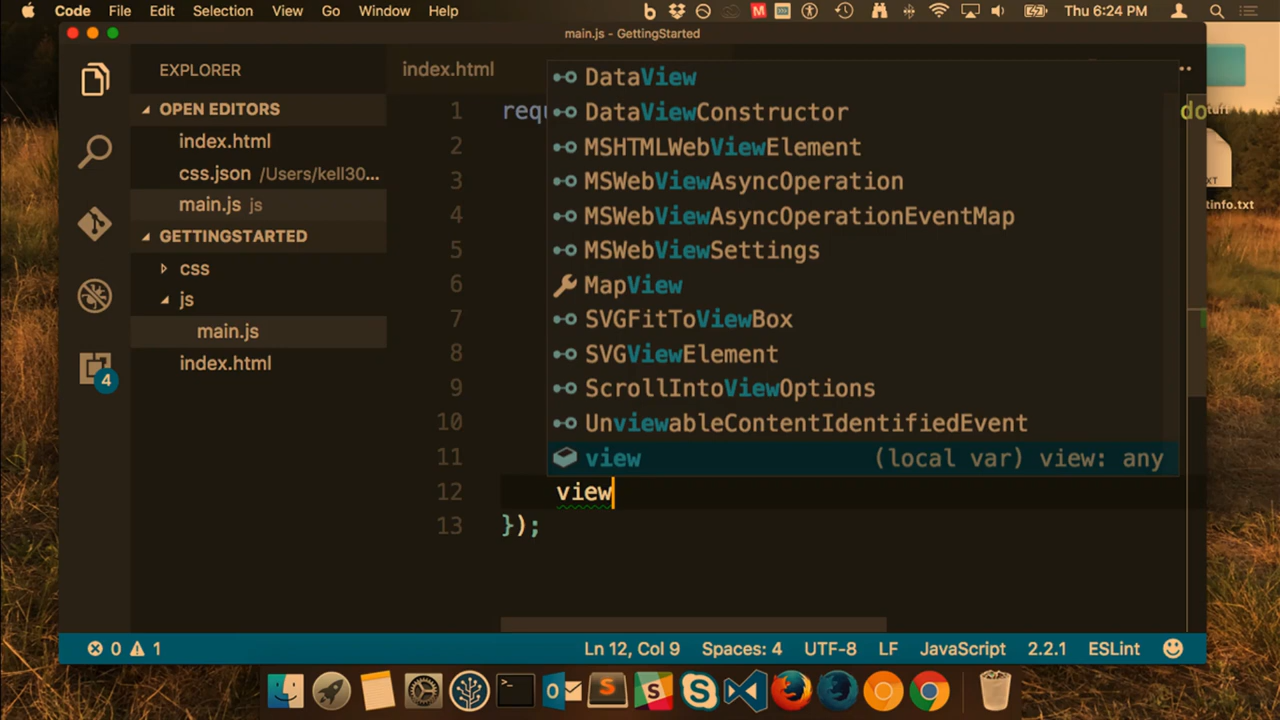 Code File Edit Selection View Go Window Help Thu 6:24 PM
main.js - GettingStarted
EXPLORER
index.html
OPEN EDITORS
index.html
css.json /Users/kell30...
main.js js
GETTINGSTARTED
css
js
main.js
index.html
4
1 requ
2
3
4
5
6
7
8
9
10
11
12 view
13 });
DataView
DataViewConstructor
MSHTMLWebViewElement
MSWebViewAsyncOperation
MSWebViewAsyncOperationEventMap
MSWebViewSettings
MapView
SVGFitToViewBox
SVGViewElement
ScrollIntoViewOptions
UnviewableContentIdentifiedEvent
view (local var) view: any
do
TXT
tinfo.txt
0 1 Ln 12, Col 9 Spaces: 4 UTF-8 LF JavaScript 2.2.1 ESLint